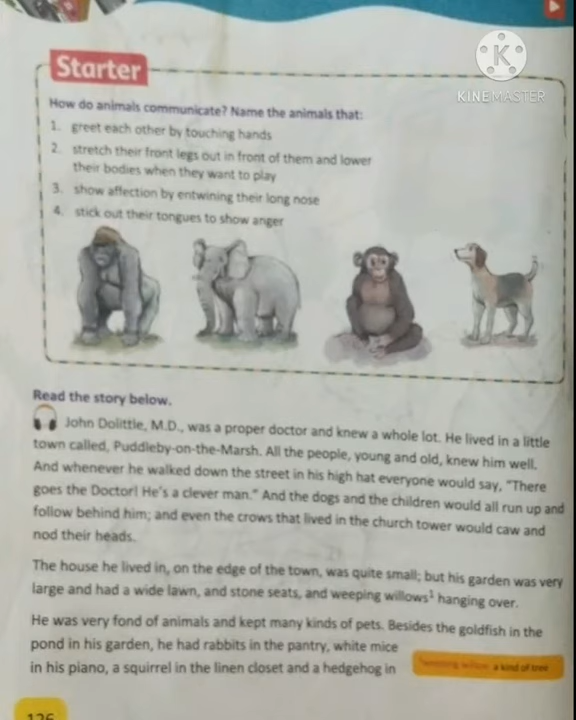 KINEMASTER
Starter
How do animals communicate? Name the animals that:
1. greet each other by touching hands
2. stretch their front legs out in front of them and lower
their bodies when they want to play
3. show affection by entwining their long nose
4. stick out their tongues to show anger
Read the story below.
John Dolittle, M.D., was a proper doctor and knew a whole lot. He lived in a little
town called, Puddleby-on-the-Marsh. All the people, young and old, knew him well.
And whenever he walked down the street in his high hat everyone would say, "There
goes the Doctor! He's a clever man." And the dogs and the children would all run up and
follow behind him; and even the crows that lived in the church tower would caw and
nod their heads.
The house he lived in, on the edge of the town, was quite small; but his garden was very
large and had a wide lawn, and stone seats, and weeping willows¹ hanging over.
He was very fond of animals and kept many kinds of pets. Besides the goldfish in the
pond in his garden, he had rabbits in the pantry, white mice
in his piano, a squirrel in the linen closet and a hedgehog in
weeping willow: a kind of tree
126